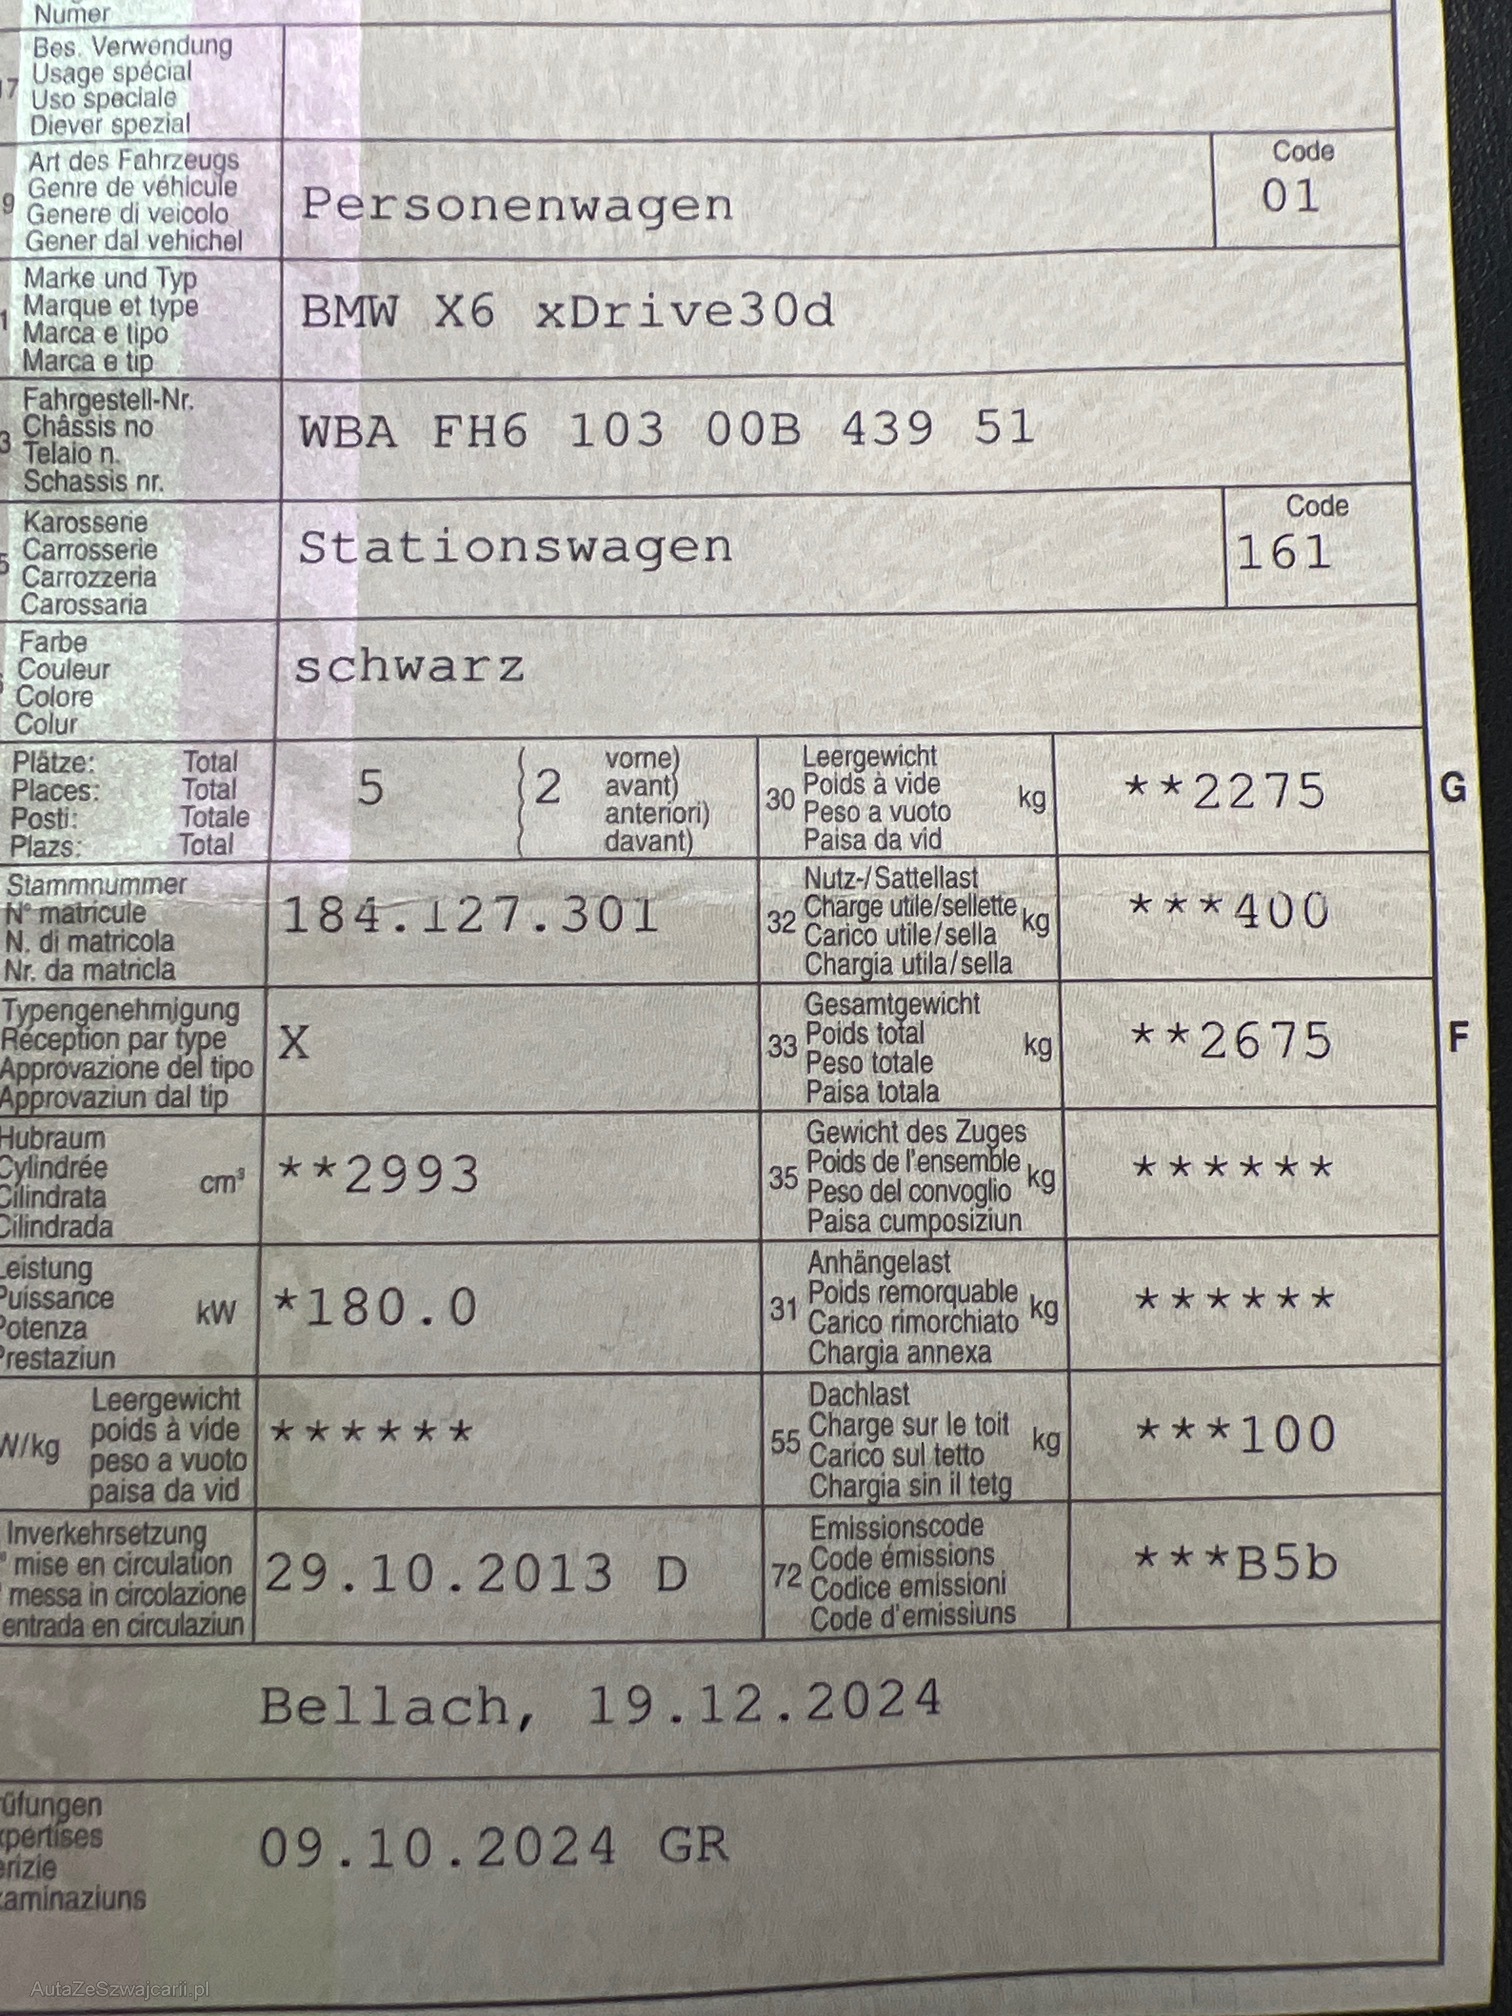 Numer
17 Bes. Verwendung
Usage spécial
Uso speciale
Diever spezial
9 Art des Fahrzeugs
Genre de véhicule
Genere di veicolo
Gener dal vehichel
Personenwagen
Code
01
1 Marke und Typ
Marque et type
Marca e tipo
Marca e tip
BMW X6 xDrive30d
3 Fahrgestell-Nr.
Châssis no
Telaio n.
Schassis nr.
WBA FH6 103 00B 439 51
5 Karosserie
Carrosserie
Carrozzeria
Carossaria
Stationswagen
Code
161
Farbe
Couleur
Colore
Colur
schwarz
Plätze: Total
Places: Total
Posti: Totale
Plazs: Total
5 (2 vorne)
avant)
anteriori)
davant)
30 Leergewicht
Poids à vide
Peso a vuoto
Paisa da vid
kg
**2275
G
Stammnummer
N° matricule
N. di matricola
Nr. da matricla
184.127.301
32 Nutz-/Sattellast
Charge utile/sellette
Carico utile/sella
Chargia utila/sella
kg
***400
Typengenehmigung
Réception par type
Approvazione del tipo
Approvaziun dal tip
X
33 Gesamtgewicht
Poids total
Peso totale
Paisa totala
kg
**2675
F
Hubraum
Cylindrée
Cilindrata
Cilindrada
cm³
**2993
35 Gewicht des Zuges
Poids de l'ensemble
Peso del convoglio
Paisa cumposiziun
kg
******
Leistung
Puissance
Potenza
Prestaziun
kW
*180.0
31 Anhängelast
Poids remorquable
Carico rimorchiato
Chargia annexa
kg
******
W/kg
Leergewicht
poids à vide
peso a vuoto
paisa da vid
******
55 Dachlast
Charge sur le toit
Carico sul tetto
Chargia sin il tetg
kg
***100
Inverkehrsetzung
mise en circulation
messa in circolazione
entrada en circulaziun
29.10.2013 D
72 Emissionscode
Code émissions
Codice emissioni
Code d'emissiuns
***B5b
Bellach, 19.12.2024
rüfungen
xpertises
erizie
xaminaziuns
09.10.2024 GR
AutaZeSzwajcarii.pl